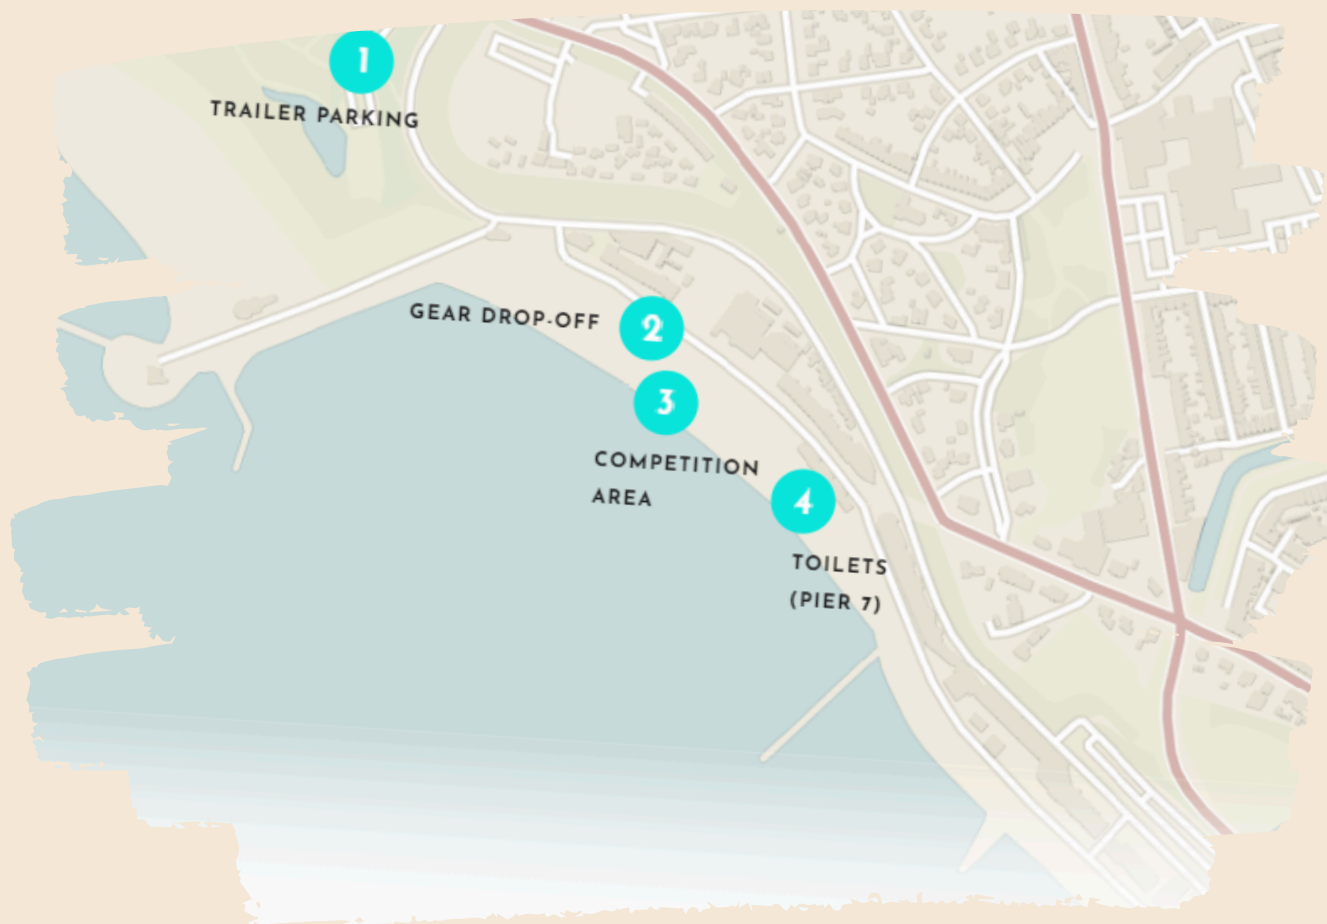 1
TRAILER PARKING
GEAR DROP-OFF
2
3
COMPETITION
AREA
4
TOILETS
(PIER 7)